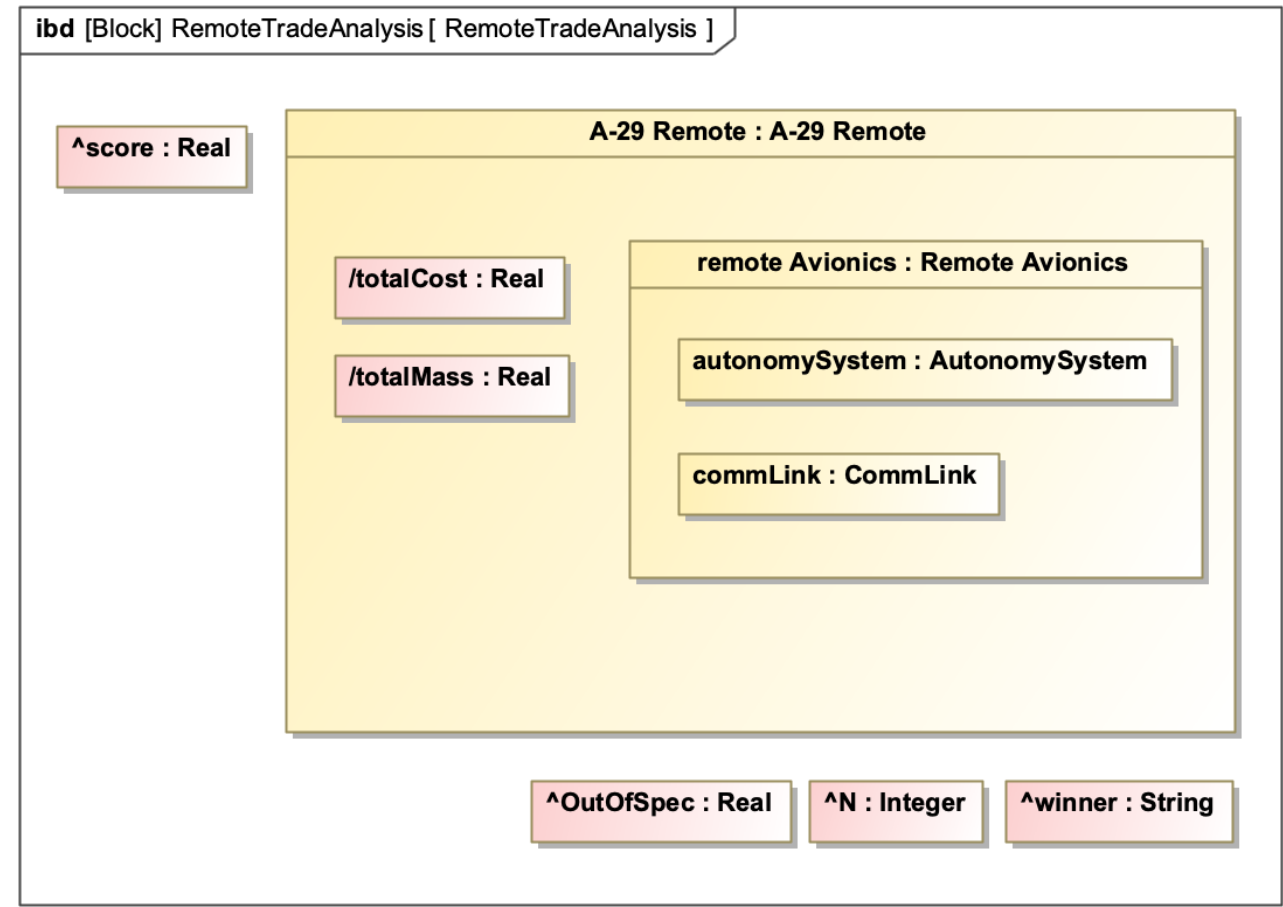 ibd [Block] RemoteTradeAnalysis [ RemoteTradeAnalysis ]
^score : Real
A-29 Remote : A-29 Remote
/totalCost : Real
/totalMass : Real
remote Avionics : Remote Avionics
autonomySystem : AutonomySystem
commLink : CommLink
^OutOfSpec : Real
^N : Integer
^winner : String